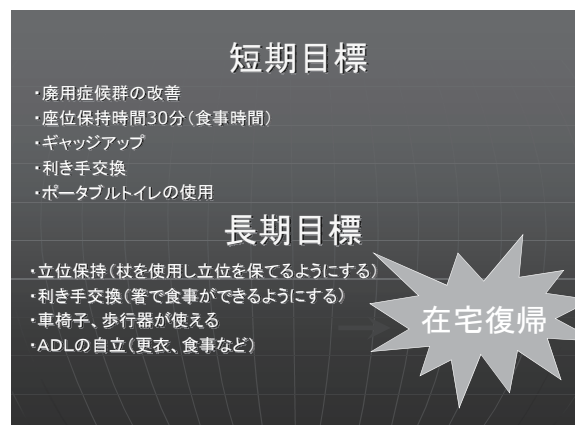 短期目標
・廃用症候群の改善
・座位保持時間30分（食事時間）
・ギャッジアップ
・利き手交換
・ポータブルトイレの使用
長期目標
・立位保持（杖を使用し立位を保てるようにする）
・利き手交換（箸で食事ができるようにする）
・車椅子、歩行器が使える
・ADLの自立（更衣、食事など）
在宅復帰